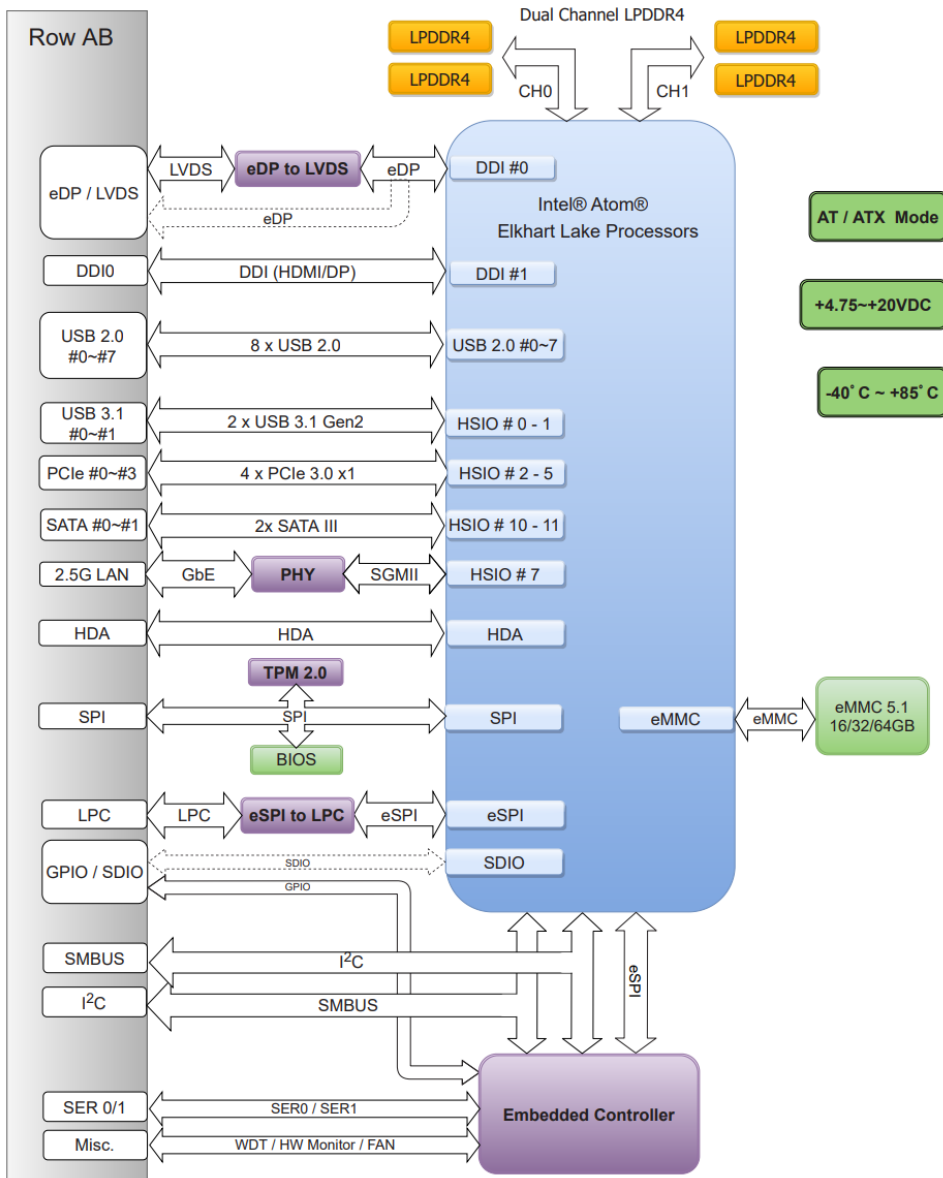 Dual Channel LPDDR4
Row AB
LPDDR4
LPDDR4
LPDDR4
LPDDR4
CH0
CH1
eDP / LVDS
LVDS
eDP to LVDS
eDP
DDI #0
eDP
Intel® Atom®
Elkhart Lake Processors
AT / ATX Mode
DDI0
DDI (HDMI/DP)
DDI #1
+4.75~+20VDC
USB 2.0
#0~#7
8 x USB 2.0
USB 2.0 #0~7
-40° C ~ +85° C
USB 3.1
#0~#1
2 x USB 3.1 Gen2
HSIO # 0 - 1
PCIe #0~#3
4 x PCIe 3.0 x1
HSIO # 2 - 5
SATA #0~#1
2x SATA III
HSIO # 10 - 11
2.5G LAN
GbE
PHY
SGMII
HSIO # 7
HDA
HDA
HDA
TPM 2.0
SPI
SPI
SPI
BIOS
eMMC
eMMC
eMMC 5.1
16/32/64GB
LPC
LPC
eSPI to LPC
eSPI
eSPI
GPIO / SDIO
SDIO
SDIO
GPIO
SMBUS
I²C
I²C
SMBUS
eSPI
Embedded Controller
SER 0/1
SER0 / SER1
Misc.
WDT / HW Monitor / FAN